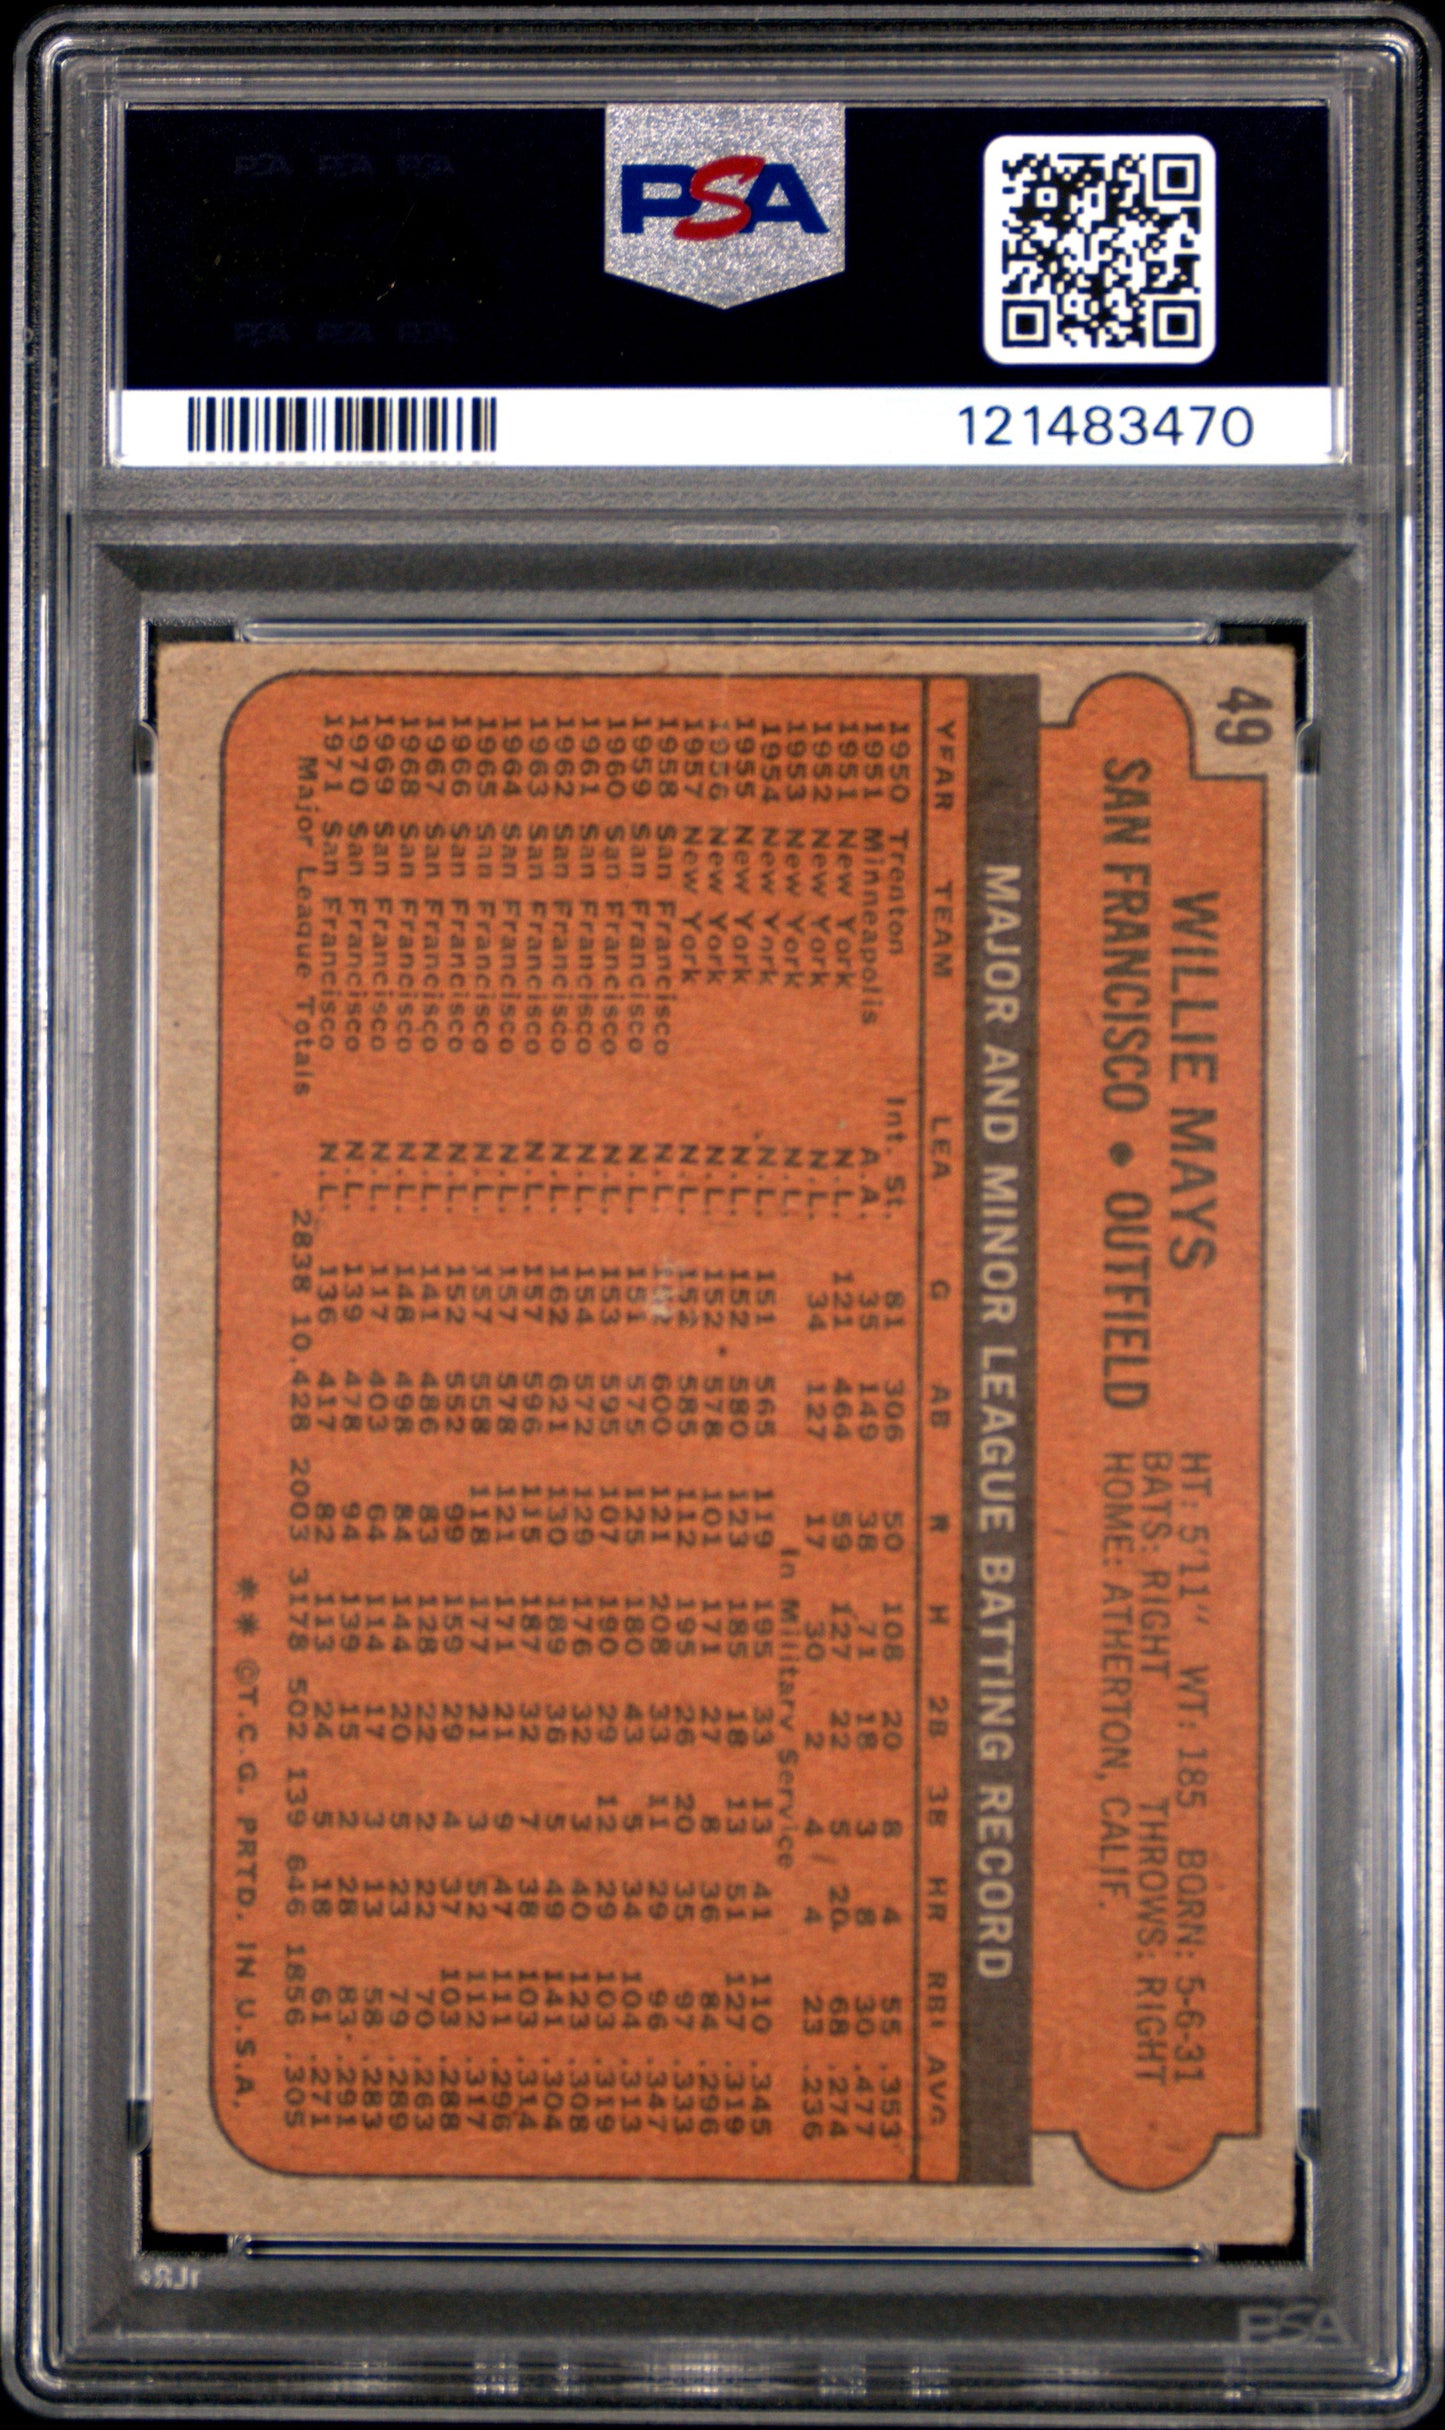 PSA
121483470
49
WILLIE MAYS
SAN FRANCISCO • OUTFIELD
HT: 5'11" WT: 185 BORN: 5-6-31
BATS: RIGHT THROWS: RIGHT
HOME: ATHERTON, CALIF.
MAJOR AND MINOR LEAGUE BATTING RECORD
YEAR TEAM LEA G AB R H 2B 3B HR RBI AVG
1950 Trenton Int. St. 81 306 50 108 20 8 4 55 .353
1951 Minneapolis A.A. 35 149 38 71 18 3 8 30 .477
1951 New York N.L. 121 464 59 127 22 5 20 68 .274
1952 New York N.L. 34 127 17 30 2 4 4 23 .236
1953 New York N.L. In Military Service
1954 New York N.L. 151 565 119 195 33 13 41 110 .345
1955 New York N.L. 152 580 123 185 18 13 51 127 .319
1956 New York N.L. 152 578 101 171 27 8 36 84 .296
1957 New York N.L. 152 585 112 195 26 20 35 97 .333
1958 San Francisco N.L. 600 121 208 33 11 29 96 .347
1959 San Francisco N.L. 151 575 125 180 43 5 34 104 .313
1960 San Francisco N.L. 153 595 107 190 29 12 29 103 .319
1961 San Francisco N.L. 154 572 129 176 32 3 40 123 .308
1962 San Francisco N.L. 162 621 130 189 36 5 49 141 .304
1963 San Francisco N.L. 157 596 115 187 32 7 38 103 .314
1964 San Francisco N.L. 157 578 121 171 21 9 47 111 .296
1965 San Francisco N.L. 157 558 118 177 21 3 52 112 .317
1966 San Francisco N.L. 152 552 99 159 29 4 37 103 .288
1967 San Francisco N.L. 141 486 83 128 22 2 22 70 .263
1968 San Francisco N.L. 148 498 84 144 20 5 23 79 .289
1969 San Francisco N.L. 117 403 64 114 17 3 13 58 .283
1970 San Francisco N.L. 139 478 94 139 15 2 28 83 .291
1971 San Francisco N.L. 136 417 82 113 24 5 18 61 .271
Major League Totals 2838 10.428 2003 3178 502 139 646 1856 .305
** ©T.C.G. PRTD. IN U.S.A.
PSA